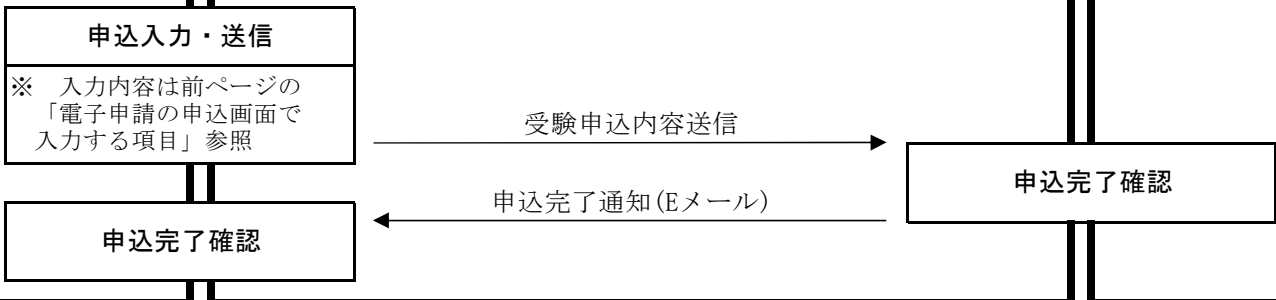 申込入力・送信
※　入力内容は前ページの
「電子申請の申込画面で
入力する項目」参照
受験申込内容送信
申込完了確認
申込完了通知(Eメール)
申込完了確認